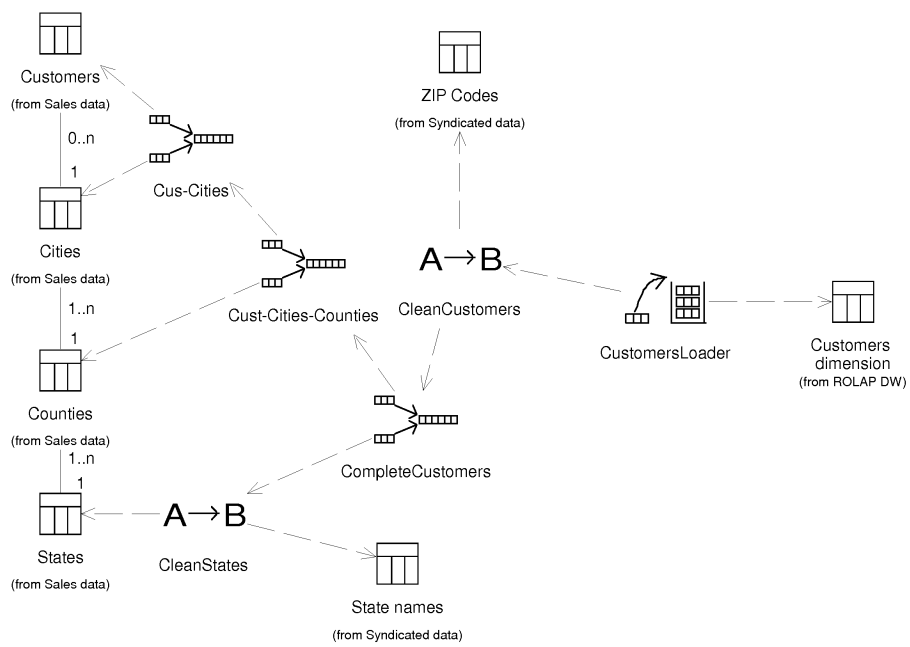 Customers
(from Sales data)
0..n
1
Cities
(from Sales data)
1..n
1
Counties
(from Sales data)
1..n
1
States
(from Sales data)
Cus-Cities
Cust-Cities-Counties
ZIP Codes
(from Syndicated data)
A→B
CleanCustomers
CompleteCustomers
A→B
CleanStates
State names
(from Syndicated data)
CustomersLoader
Customers
dimension
(from ROLAP DW)